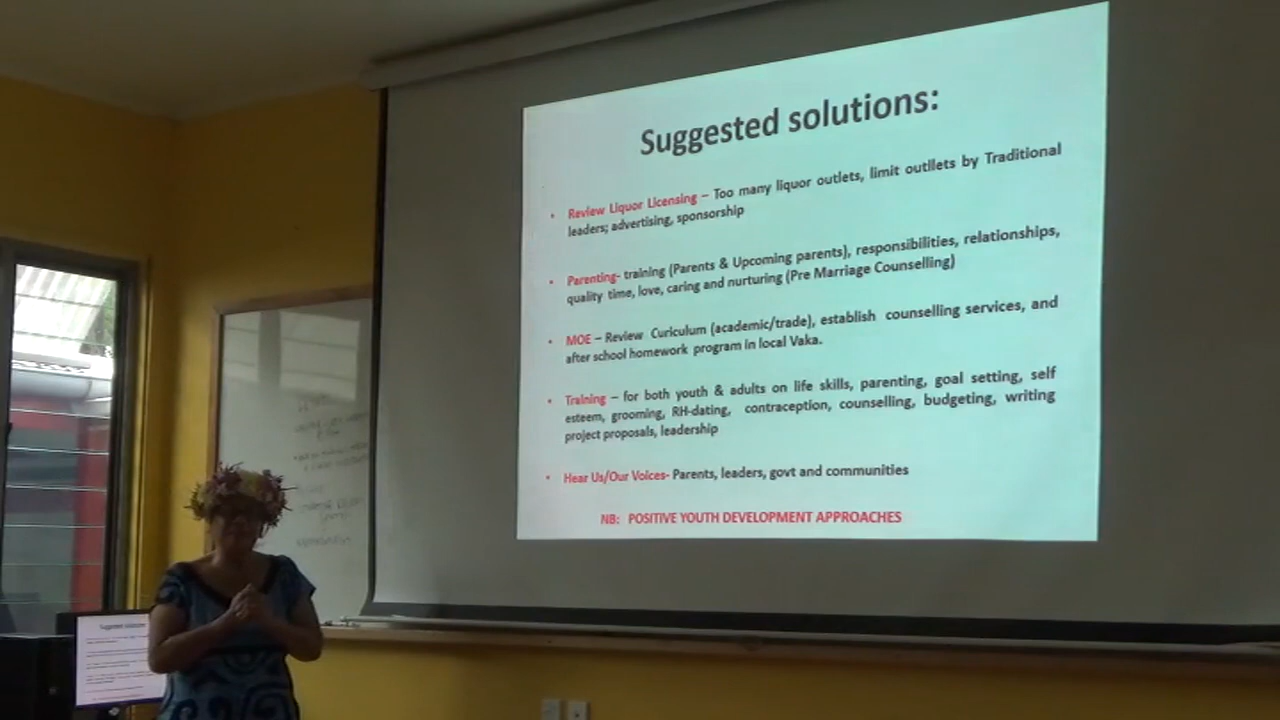 Suggested solutions:
• Review Liquor Licensing – Too many liquor outlets, limit outllets by Traditional
leaders; advertising, sponsorship
• Parenting- training (Parents & Upcoming parents), responsibilities, relationships,
quality time, love, caring and nurturing (Pre Marriage Counselling)
• MOE – Review Curiculum (academic/trade), establish counselling services, and
after school homework program in local Vaka.
• Training – for both youth & adults on life skills, parenting, goal setting, self
esteem, grooming, RH-dating, contraception, counselling, budgeting, writing
project proposals, leadership
• Hear Us/Our Voices- Parents, leaders, govt and communities
NB: POSITIVE YOUTH DEVELOPMENT APPROACHES
Suggested solutions